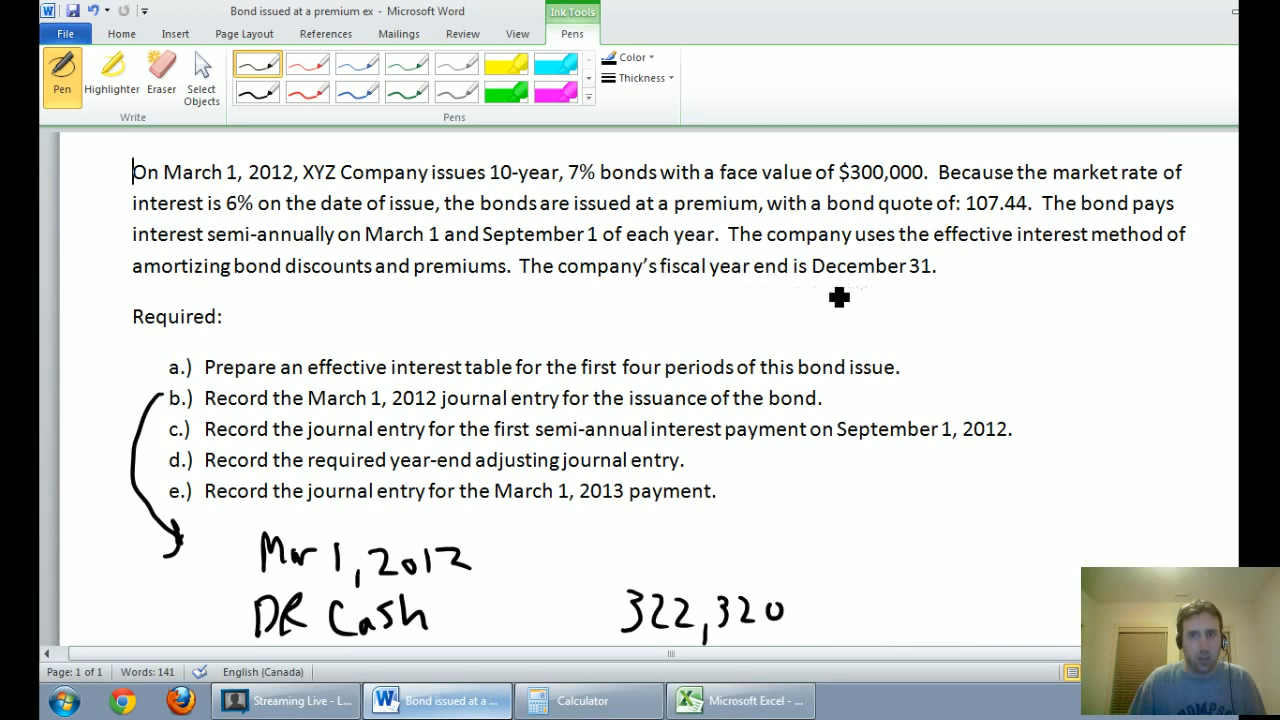 Bond issued at a premium ex - Microsoft Word
Ink Tools
File Home Insert Page Layout References Mailings Review View Pens
Pen Highlighter Eraser Select Objects
Color
Thickness
Write
Pens
On March 1, 2012, XYZ Company issues 10-year, 7% bonds with a face value of $300,000. Because the market rate of
interest is 6% on the date of issue, the bonds are issued at a premium, with a bond quote of: 107.44. The bond pays
interest semi-annually on March 1 and September 1 of each year. The company uses the effective interest method of
amortizing bond discounts and premiums. The company's fiscal year end is December 31.
Required:
a.) Prepare an effective interest table for the first four periods of this bond issue.
b.) Record the March 1, 2012 journal entry for the issuance of the bond.
c.) Record the journal entry for the first semi-annual interest payment on September 1, 2012.
d.) Record the required year-end adjusting journal entry.
e.) Record the journal entry for the March 1, 2013 payment.
Mar 1, 2012
DR Cash 322,320
Page: 1 of 1 Words: 141 English (Canada)
Streaming Live - L... Bond issued at a ... Calculator Microsoft Excel - ...